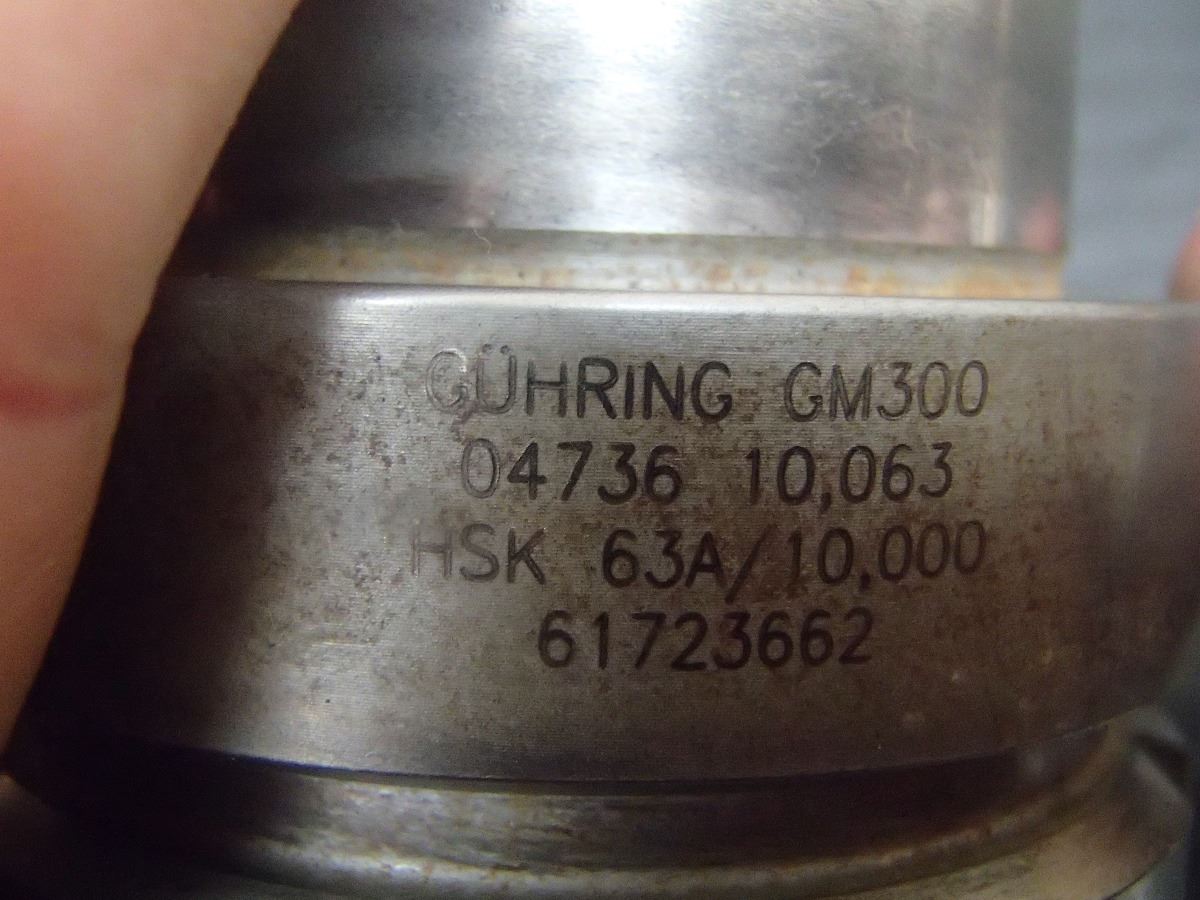 GÜHRING GM300
04736 10,063
HSK 63A/10,000
61723662